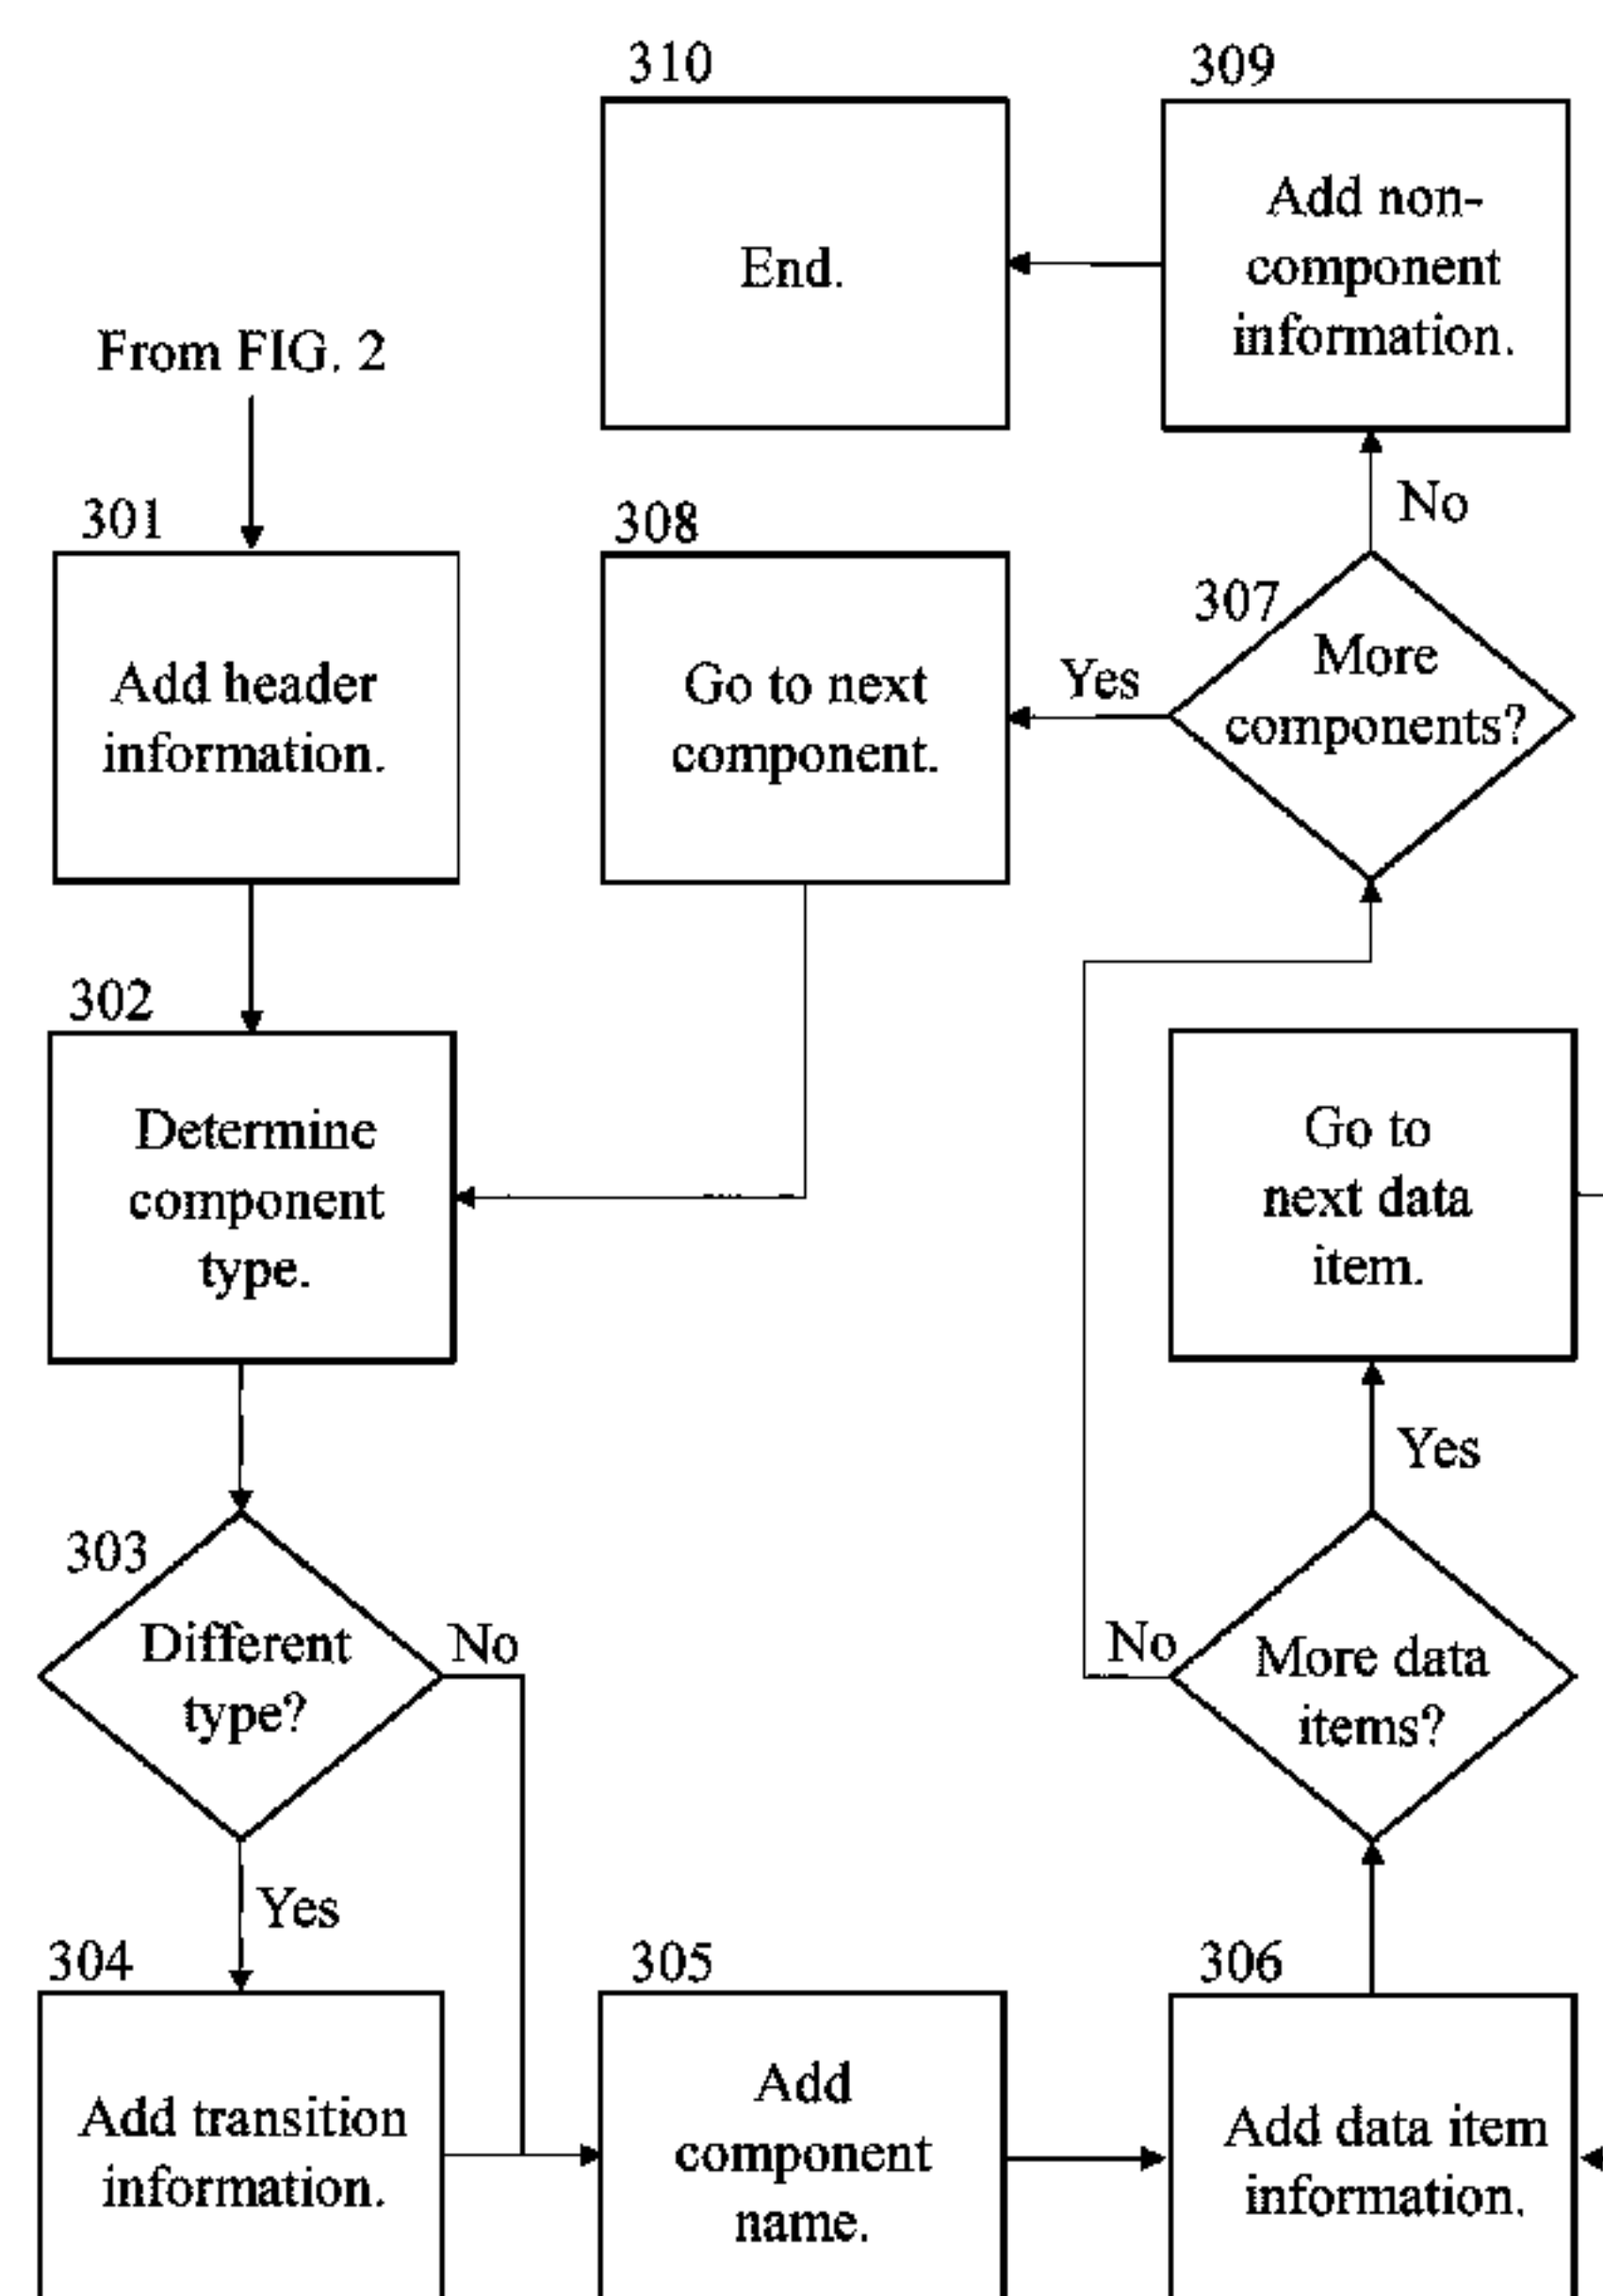 310
309
End.
Add non-
component
information.
From FIG. 2
No
301
308
307
Add header
information.
Go to next
component.
Yes
More
components?
302
Determine
component
type.
Go to
next data
item.
Yes
303
Different
type?
No
No
More data
items?
Yes
304
305
306
Add transition
information.
Add
component
name.
Add data item
information.